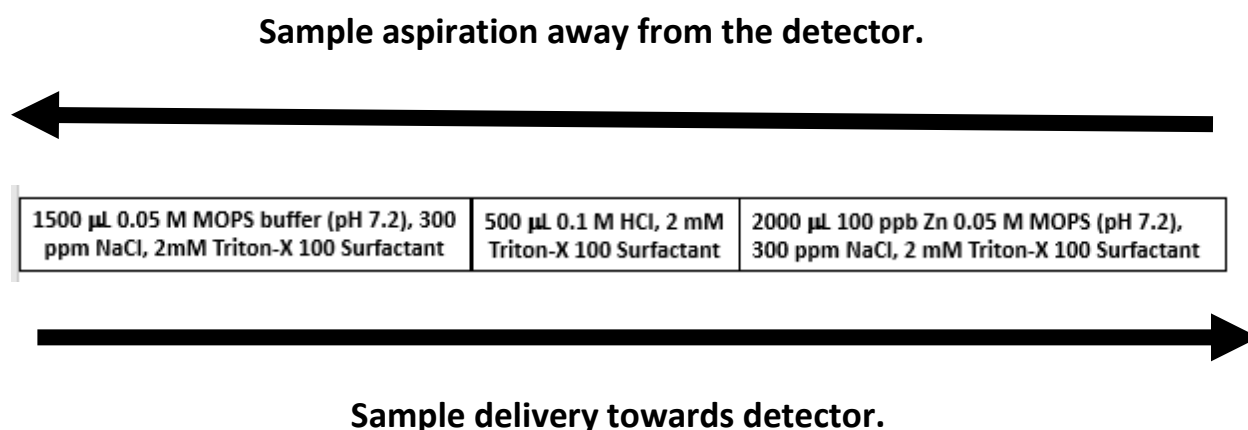 Sample aspiration away from the detector.
1500 µL 0.05 M MOPS buffer (pH 7.2), 300
ppm NaCl, 2mM Triton-X 100 Surfactant
500 µL 0.1 M HCl, 2 mM
Triton-X 100 Surfactant
2000 µL 100 ppb Zn 0.05 M MOPS (pH 7.2),
300 ppm NaCl, 2 mM Triton-X 100 Surfactant
Sample delivery towards detector.